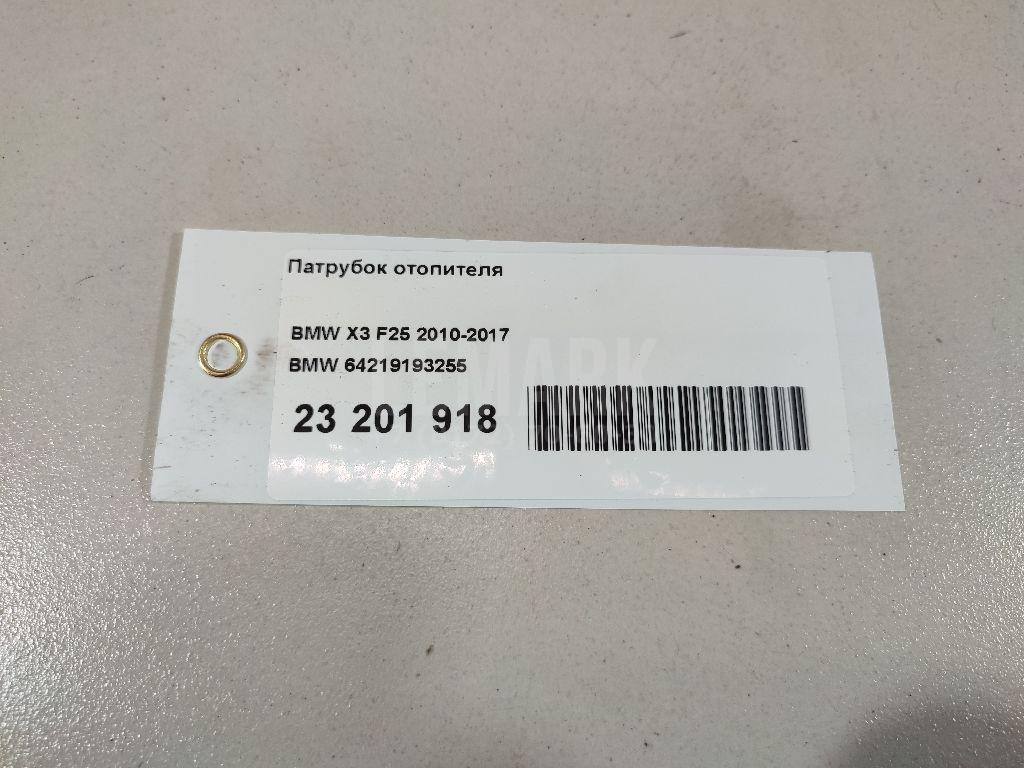 Патрубок отопителя
BMW X3 F25 2010-2017
BMW 64219193255
23 201 918